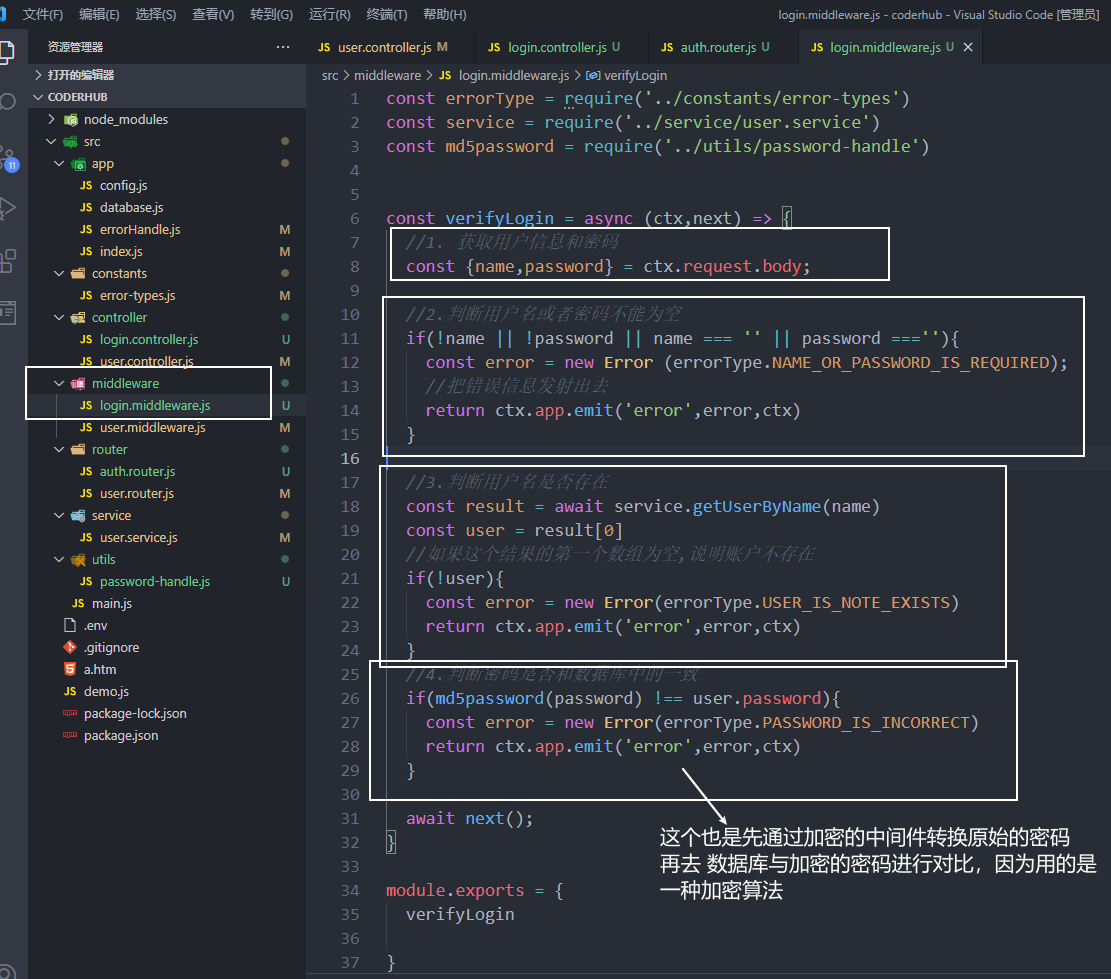 文件(F) 编辑(E) 选择(S) 查看(V) 转到(G) 运行(R) 终端(T) 帮助(H) login.middleware.js - coderhub - Visual Studio Code [管理员]
资源管理器 ···
打开的编辑器
CODERHUB
node_modules
src
app
config.js
database.js
errorHandle.js M
index.js M
constants
error-types.js M
controller
login.controller.js U
user.controller.js M
middleware
login.middleware.js U
user.middleware.js M
router
auth.router.js U
user.router.js M
service
user.service.js M
utils
password-handle.js U
main.js
.env
.gitignore
a.htm
demo.js
package-lock.json
package.json
11
JS user.controller.js M JS login.controller.js U JS auth.router.js U JS login.middleware.js U ×
src > middleware > JS login.middleware.js > verifyLogin
1 const errorType = require('../constants/error-types')
2 const service = require('../service/user.service')
3 const md5password = require('../utils/password-handle')
4
5
6 const verifyLogin = async (ctx,next) => {
7 //1. 获取用户信息和密码
8 const {name,password} = ctx.request.body;
9
10 //2.判断用户名或者密码不能为空
11 if(!name || !password || name === '' || password ===''){
12 const error = new Error (errorType.NAME_OR_PASSWORD_IS_REQUIRED);
13 //把错误信息发射出去
14 return ctx.app.emit('error',error,ctx)
15 }
16
17 //3.判断用户名是否存在
18 const result = await service.getUserByName(name)
19 const user = result[0]
20 //如果这个结果的第一个数组为空,说明账户不存在
21 if(!user){
22 const error = new Error(errorType.USER_IS_NOTE_EXISTS)
23 return ctx.app.emit('error',error,ctx)
24 }
25 //4.判断密码是否和数据库中的一致
26 if(md5password(password) !== user.password){
27 const error = new Error(errorType.PASSWORD_IS_INCORRECT)
28 return ctx.app.emit('error',error,ctx)
29 }
30
31 await next();
32 }
33
34 module.exports = {
35 verifyLogin
36
37 }
这个也是先通过加密的中间件转换原始的密码
再去 数据库与加密的密码进行对比，因为用的是
一种加密算法